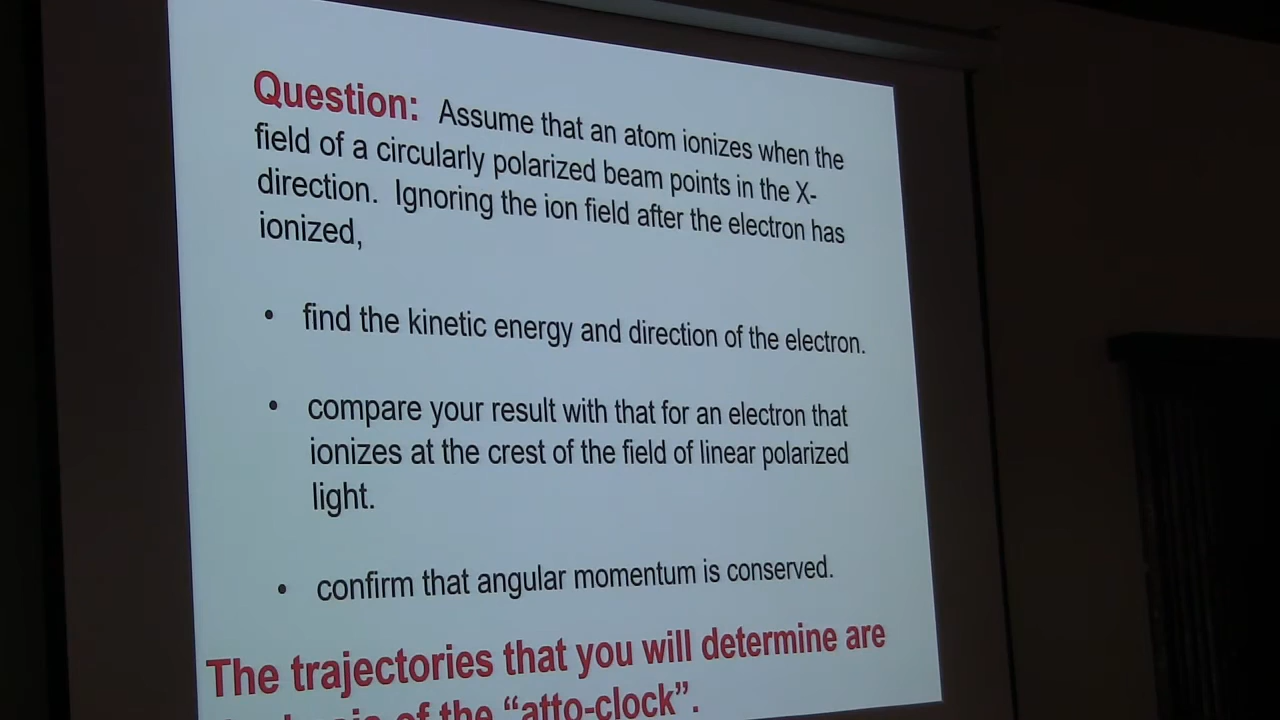 Question: Assume that an atom ionizes when the
field of a circularly polarized beam points in the X-
direction. Ignoring the ion field after the electron has
ionized,
• find the kinetic energy and direction of the electron.
• compare your result with that for an electron that
ionizes at the crest of the field of linear polarized
light.
• confirm that angular momentum is conserved.
The trajectories that you will determine are
of the “atto-clock”.